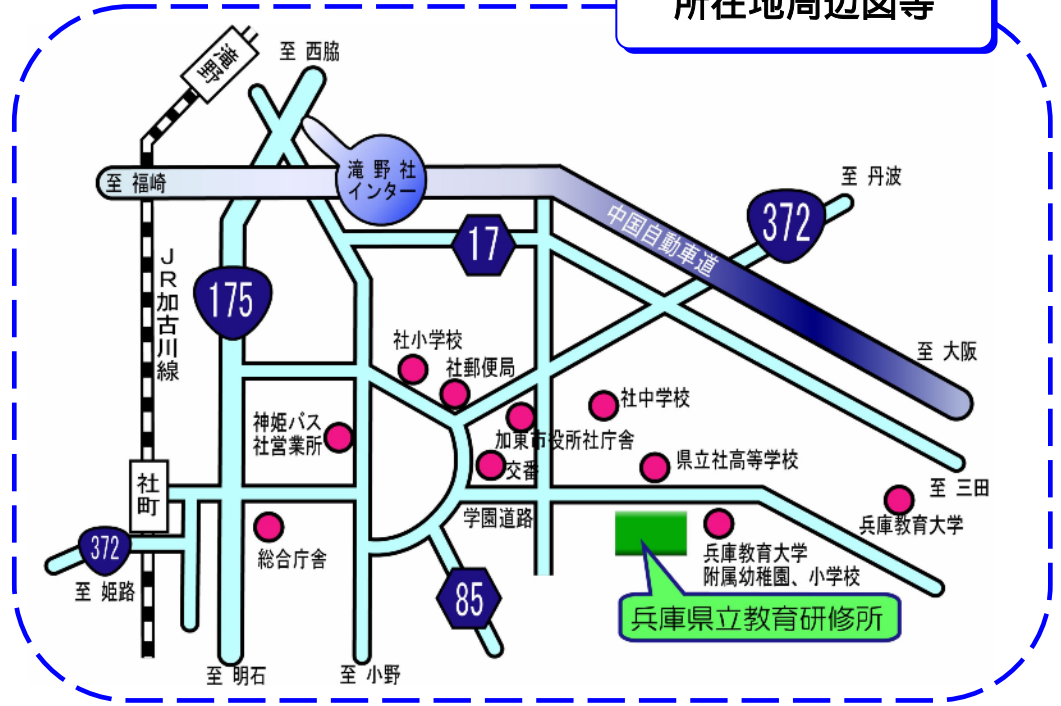 所在地周辺図等
滝野
至 西脇
滝 野 社
インター
至 福崎
至 丹波
372
中国自動車道
17
JR加古川線
175
至 大阪
社小学校
社郵便局
社中学校
神姫バス
社営業所
加東市役所社庁舎
交番
県立社高等学校
社町
至 三田
学園道路
兵庫教育大学
総合庁舎
兵庫教育大学
附属幼稚園、小学校
372
至 姫路
85
兵庫県立教育研修所
至 明石
至 小野